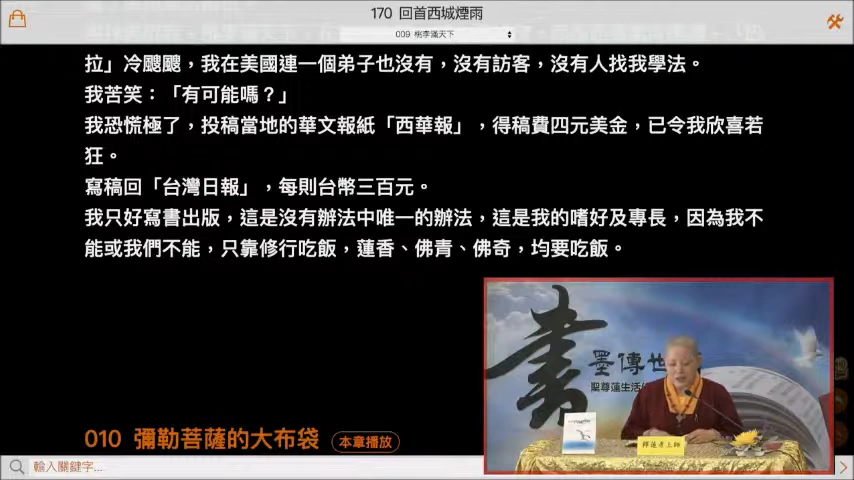 170 回首西城煙雨
009 桃李滿天下
拉」冷颼颼，我在美國連一個弟子也沒有，沒有訪客，沒有人找我學法。
我苦笑：「有可能嗎？」
我恐慌極了，投稿當地的華文報紙「西華報」，得稿費四元美金，已令我欣喜若
狂。
寫稿回「台灣日報」，每則台幣三百元。
我只好寫書出版，這是沒有辦法中唯一的辦法，這是我的嗜好及專長，因為我不
能或我們不能，只靠修行吃飯，蓮香、佛青、佛奇，均要吃飯。
書
墨傳世
聖尊蓮生活
釋蓮彥上師
010 彌勒菩薩的大布袋
本章播放
輸入關鍵字...